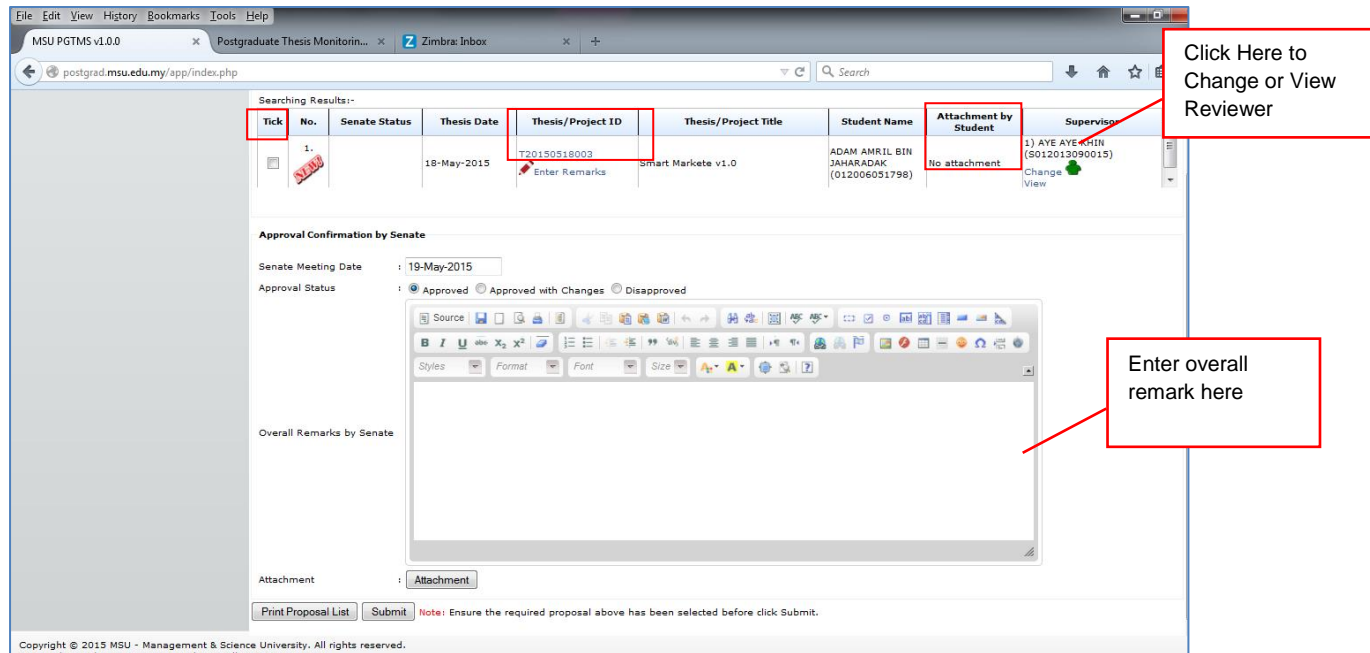 File Edit View History Bookmarks Tools Help
MSU PGTMS v1.0.0 × Postgraduate Thesis Monitorin... × Z Zimbra: Inbox × +
postgrad.msu.edu.my/app/index.php Search
Click Here to
Change or View
Reviewer
Searching Results:-
Tick No. Senate Status Thesis Date Thesis/Project ID Thesis/Project Title Student Name Attachment by Student Supervisor
1. NEW! 18-May-2015 T20150518003 Smart Markete v1.0 ADAM AMRIL BIN JAHARADAK (012006051798) No attachment 1) AYE AYE KHIN
(S012013090015)
Enter Remarks Change
View
Approval Confirmation by Senate
Senate Meeting Date : 19-May-2015
Approval Status : Approved Approved with Changes Disapproved
Source
B I U abc X₂ X²
Styles Format Font Size A A ?
Enter overall
remark here
Overall Remarks by Senate
Attachment : Attachment
Print Proposal List Submit Note: Ensure the required proposal above has been selected before click Submit.
Copyright © 2015 MSU - Management & Science University. All rights reserved.